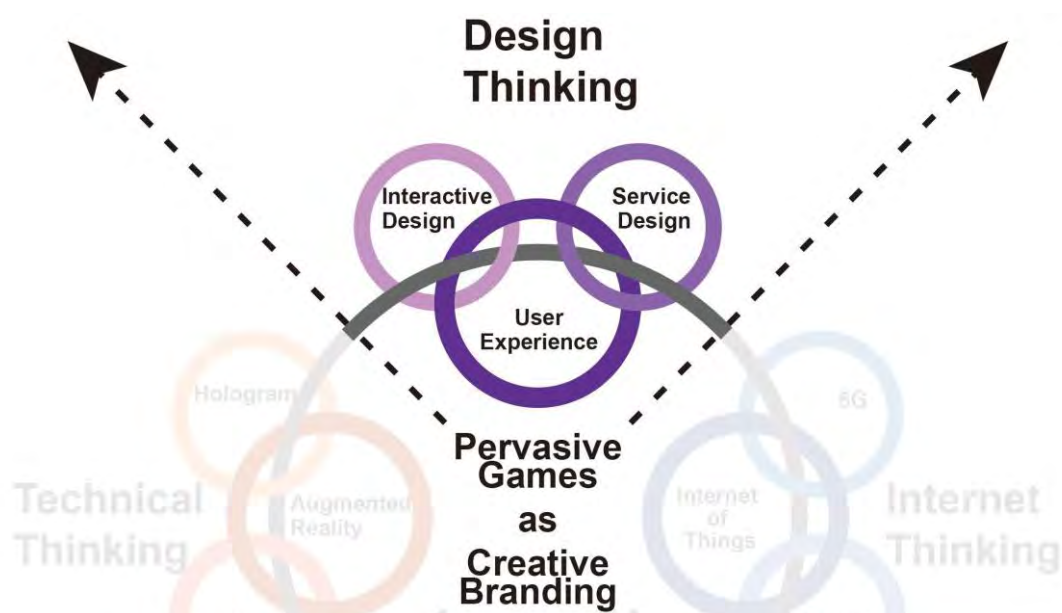 Design
Thinking
Interactive
Design
Service
Design
User
Experience
Hologram
6G
Pervasive
Games
as
Creative
Branding
Technical
Thinking
Augmented
Reality
Internet
of
Things
Internet
Thinking